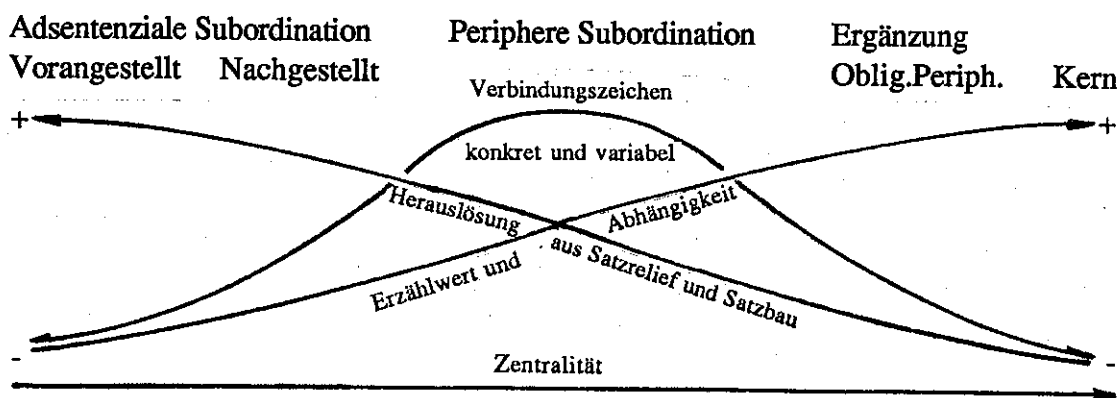 Adsentenziale Subordination Periphere Subordination Ergänzung
Vorangestellt Nachgestellt Oblig.Periph. Kern
Verbindungszeichen
+ +
konkret und variabel
Herauslösung Abhängigkeit
Erzählwert und aus Satzrelief und Satzbau
- -
Zentralität